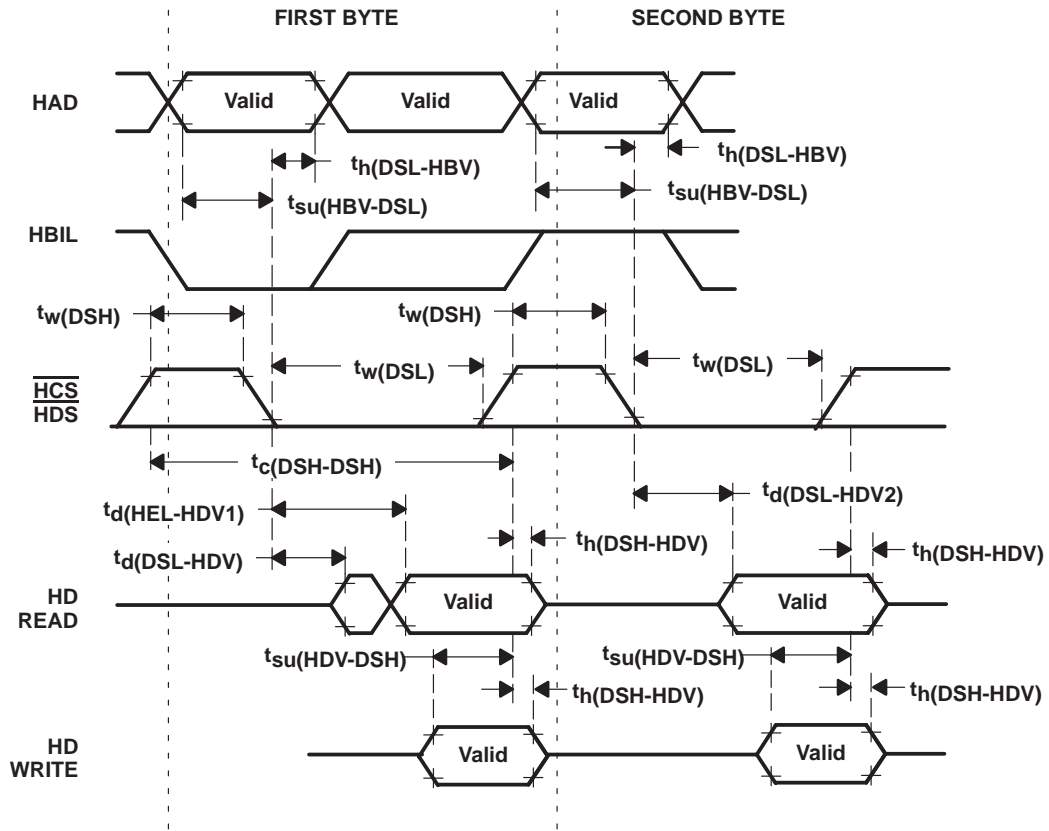 FIRST BYTE SECOND BYTE
HAD Valid Valid Valid
th(DSL-HBV) th(DSL-HBV)
tsu(HBV-DSL) tsu(HBV-DSL)
HBIL
tw(DSH) tw(DSH)
tw(DSL) tw(DSL)
HCS
HDS
tc(DSH-DSH)
td(HEL-HDV1) td(DSL-HDV2)
td(DSL-HDV) th(DSH-HDV) th(DSH-HDV)
HD
READ Valid Valid
tsu(HDV-DSH) tsu(HDV-DSH)
th(DSH-HDV) th(DSH-HDV)
HD
WRITE Valid Valid